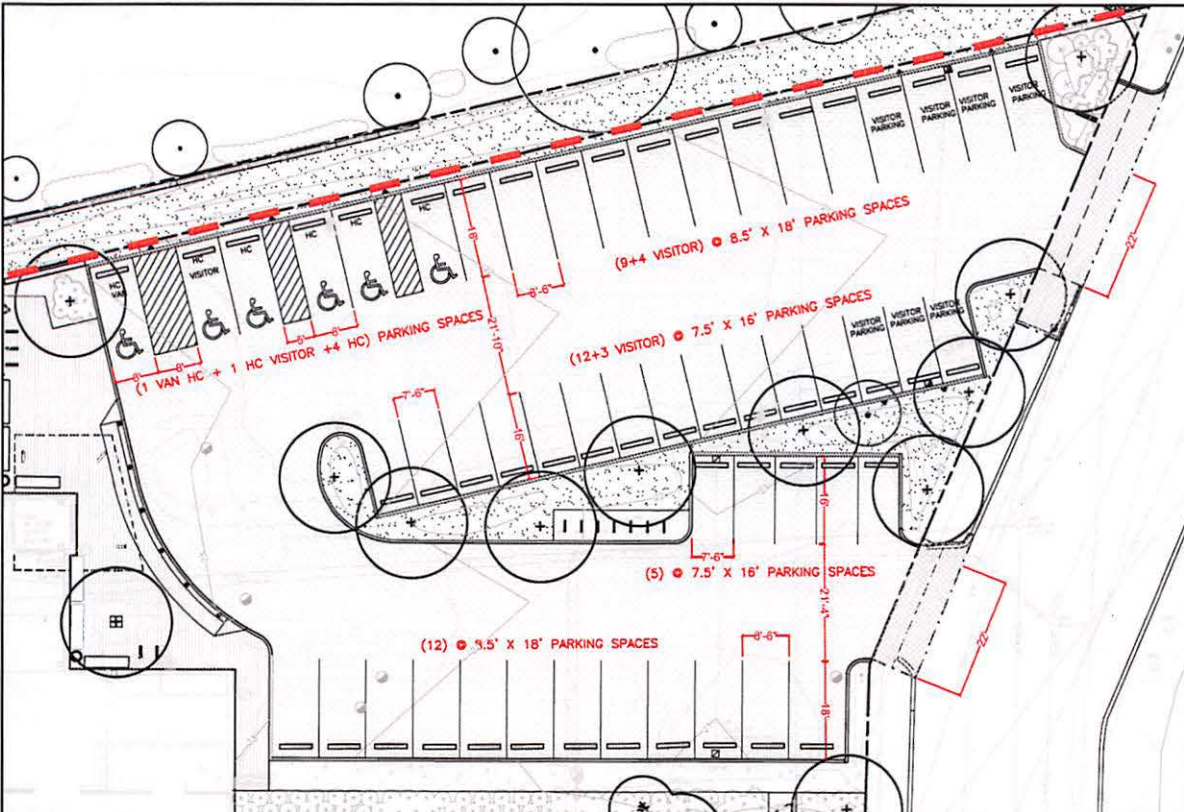 VISITOR
PARKING
VISITOR
PARKING
VISITOR
PARKING
VISITOR
PARKING
HC
VAN
HC
VISITOR
HC
HC
HC
HC
(9+4 VISITOR) @ 8.5' X 18' PARKING SPACES
8'-6"
22'
(1 VAN HC + 1 HC VISITOR +4 HC) PARKING SPACES
8'
8'
5'
8'
21'-10"
(12+3 VISITOR) @ 7.5' X 16' PARKING SPACES
VISITOR
PARKING
VISITOR
PARKING
VISITOR
PARKING
7'-6"
16'
16'
7'-6"
(5) @ 7.5' X 16' PARKING SPACES
21'-4"
22'
(12) @ 8.5' X 18' PARKING SPACES
8'-6"
18'